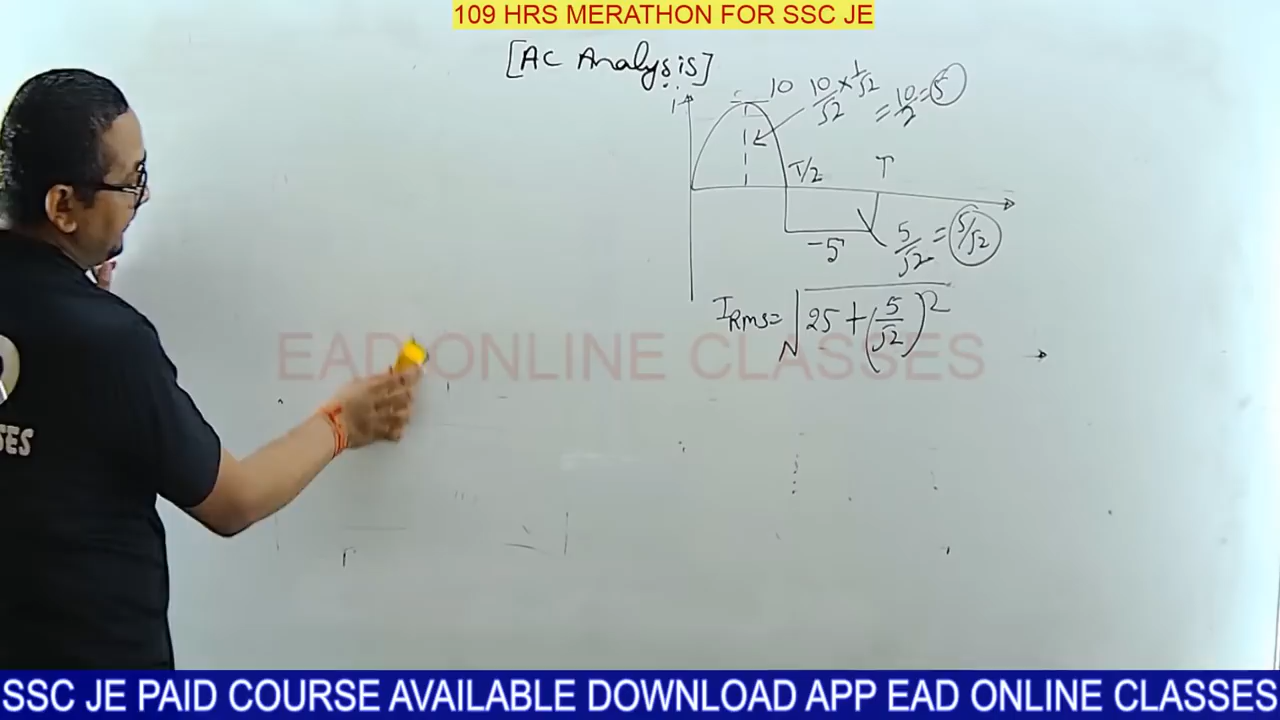 109 HRS MERATHON FOR SSC JE
[AC Analysis]
i
10
10/√2 × 1/√2 = 10/2 = 5
T/2
T
-5
5/√2 = 5/√2
IRMS = √25 + (5/√2)²
EAD ONLINE CLASSES
SES
SSC JE PAID COURSE AVAILABLE DOWNLOAD APP EAD ONLINE CLASSES